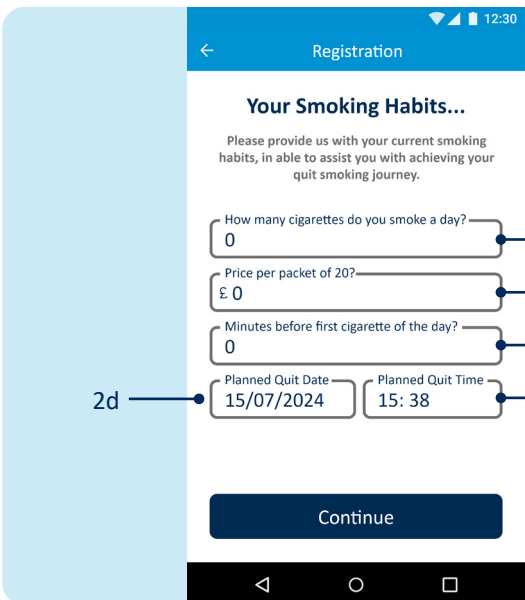 12:30
Registration
Your Smoking Habits...
Please provide us with your current smoking
habits, in able to assist you with achieving your
quit smoking journey.
How many cigarettes do you smoke a day?
0
Price per packet of 20?
£ 0
Minutes before first cigarette of the day?
0
Planned Quit Date Planned Quit Time
2d 15/07/2024 15: 38
Continue